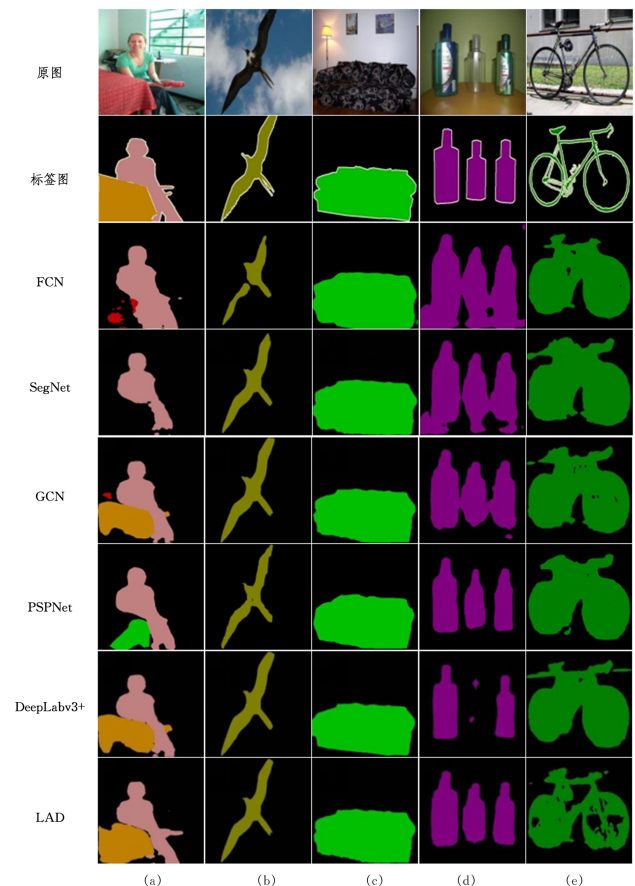 原图
标签图
FCN
SegNet
GCN
PSPNet
DeepLabv3+
LAD
（a） （b） （c） （d） （e）